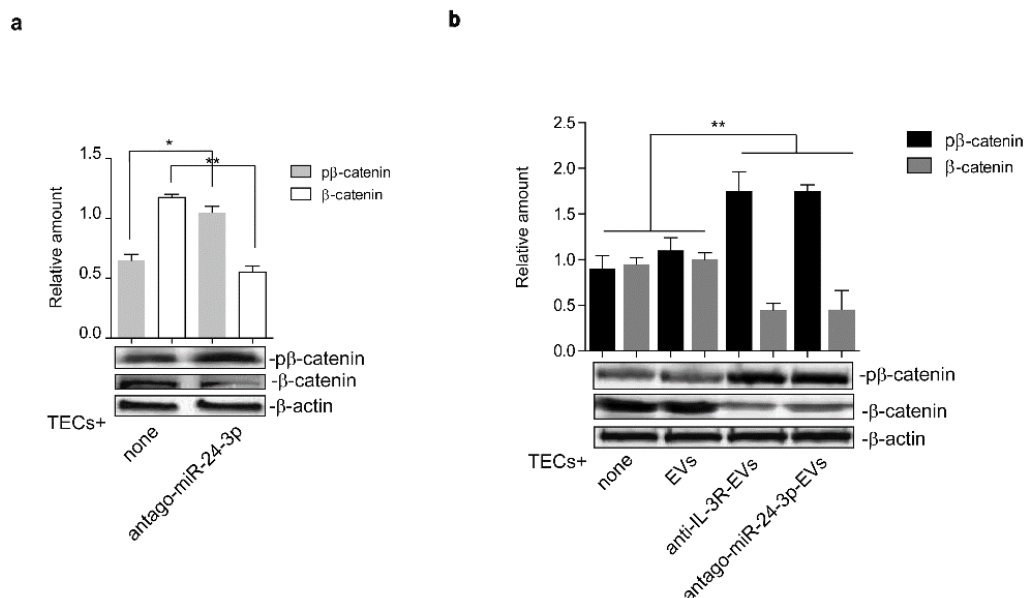 a
Relative amount
1.5
1.0
0.5
0.0
*
**
pβ-catenin
β-catenin
-pβ-catenin
-β-catenin
-β-actin
TECs+
none
antago-miR-24-3p
b
Relative amount
2.5
2.0
1.5
1.0
0.5
0.0
**
pβ-catenin
β-catenin
-pβ-catenin
-β-catenin
-β-actin
TECs+
none
EVs
anti-IL-3R-EVs
antago-miR-24-3p-EVs